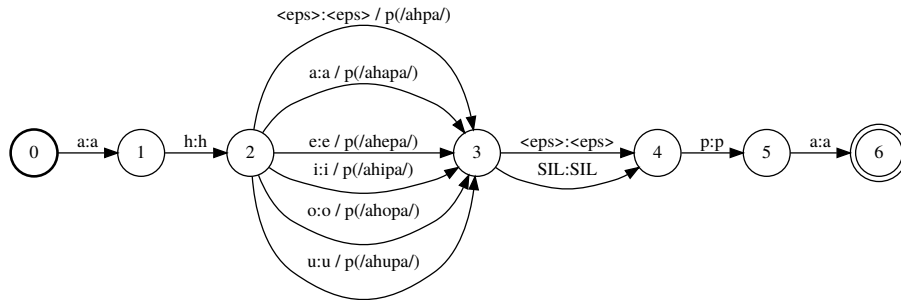 <eps>:<eps> / p(/ahpa/)
a:a / p(/ahapa/)
0 a:a 1 h:h 2 e:e / p(/ahepa/) 3 <eps>:<eps> 4 p:p 5 a:a 6
i:i / p(/ahipa/) SIL:SIL
o:o / p(/ahopa/)
u:u / p(/ahupa/)